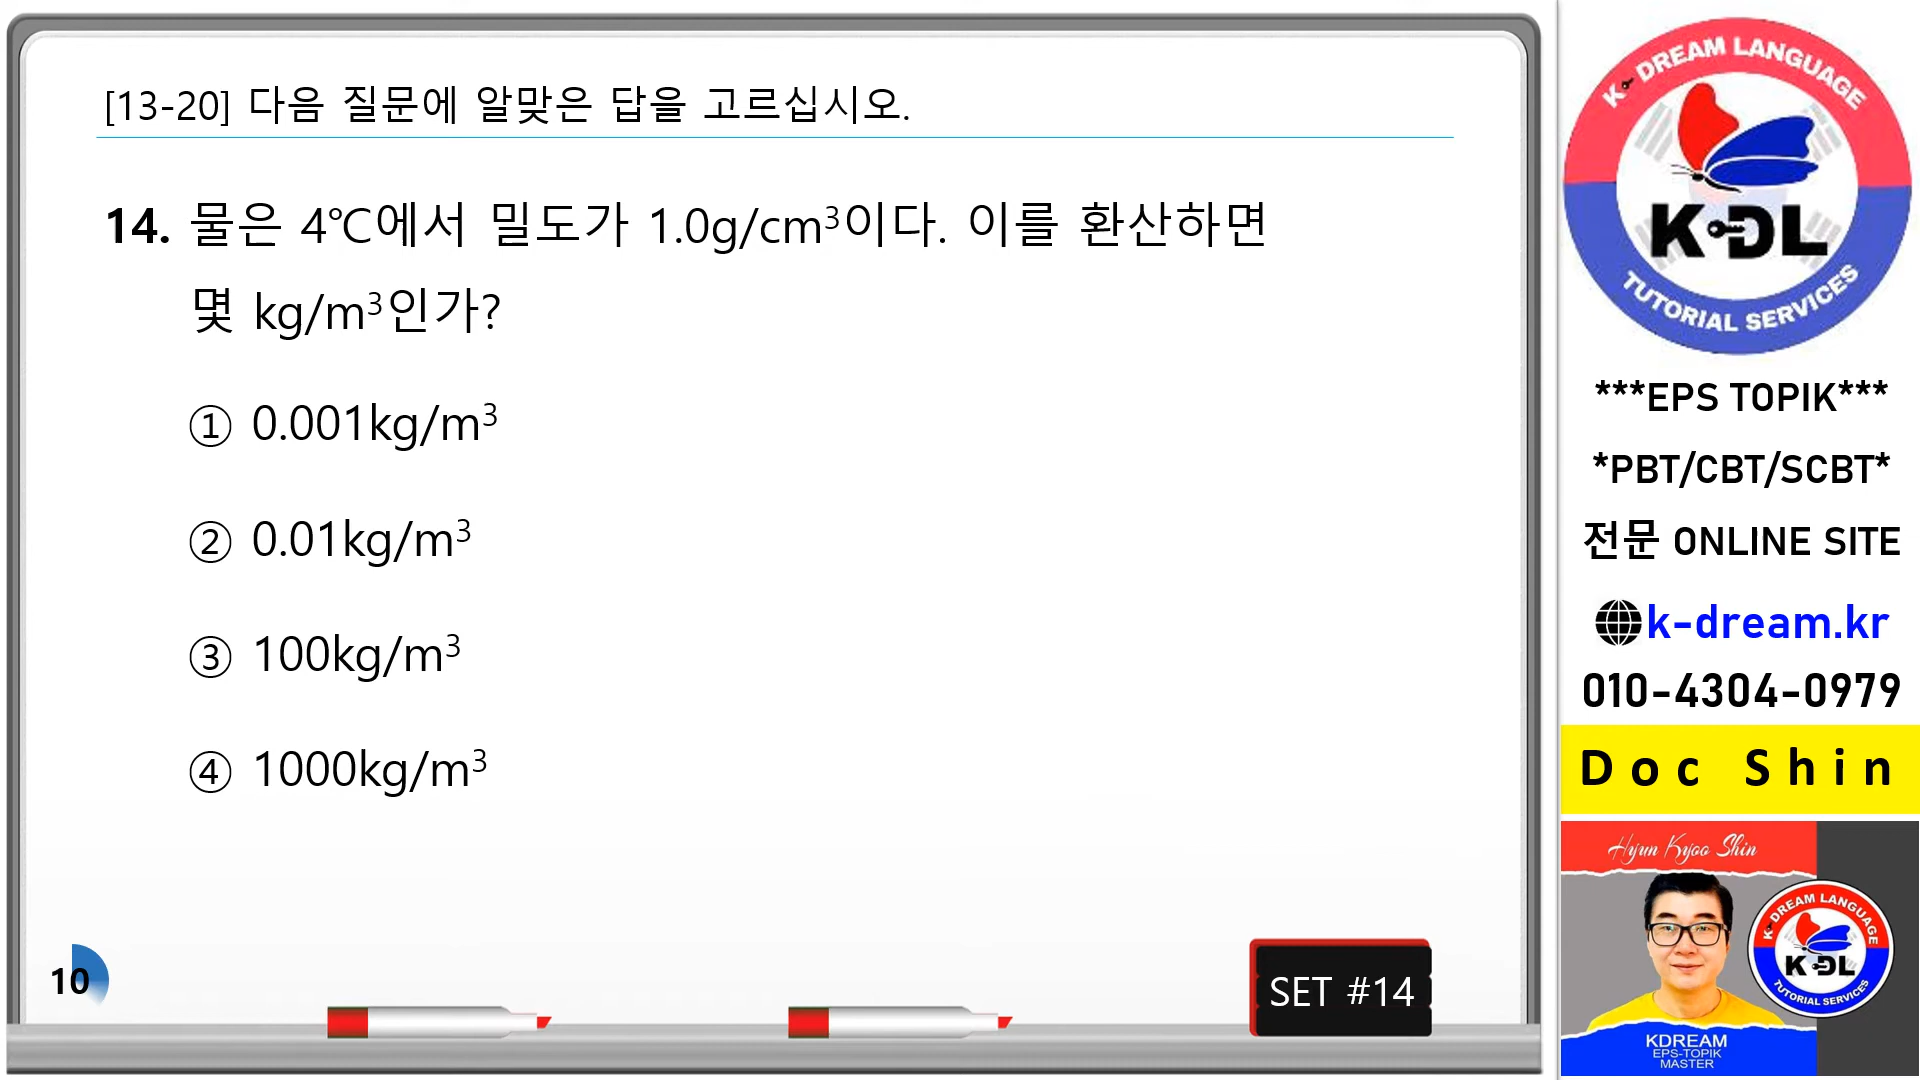 [13-20] 다음 질문에 알맞은 답을 고르십시오.
14. 물은 4℃에서 밀도가 1.0g/cm³이다. 이를 환산하면
몇 kg/m³인가?
① 0.001kg/m³
② 0.01kg/m³
③ 100kg/m³
④ 1000kg/m³
10
SET #14
K DREAM LANGUAGE
K DL
TUTORIAL SERVICES
***EPS TOPIK***
*PBT/CBT/SCBT*
전문 ONLINE SITE
k-dream.kr
010-4304-0979
Doc Shin
Hyun Kyoo Shin
K DREAM LANGUAGE
K DL
TUTORIAL SERVICES
KDREAM
EPS-TOPIK
MASTER